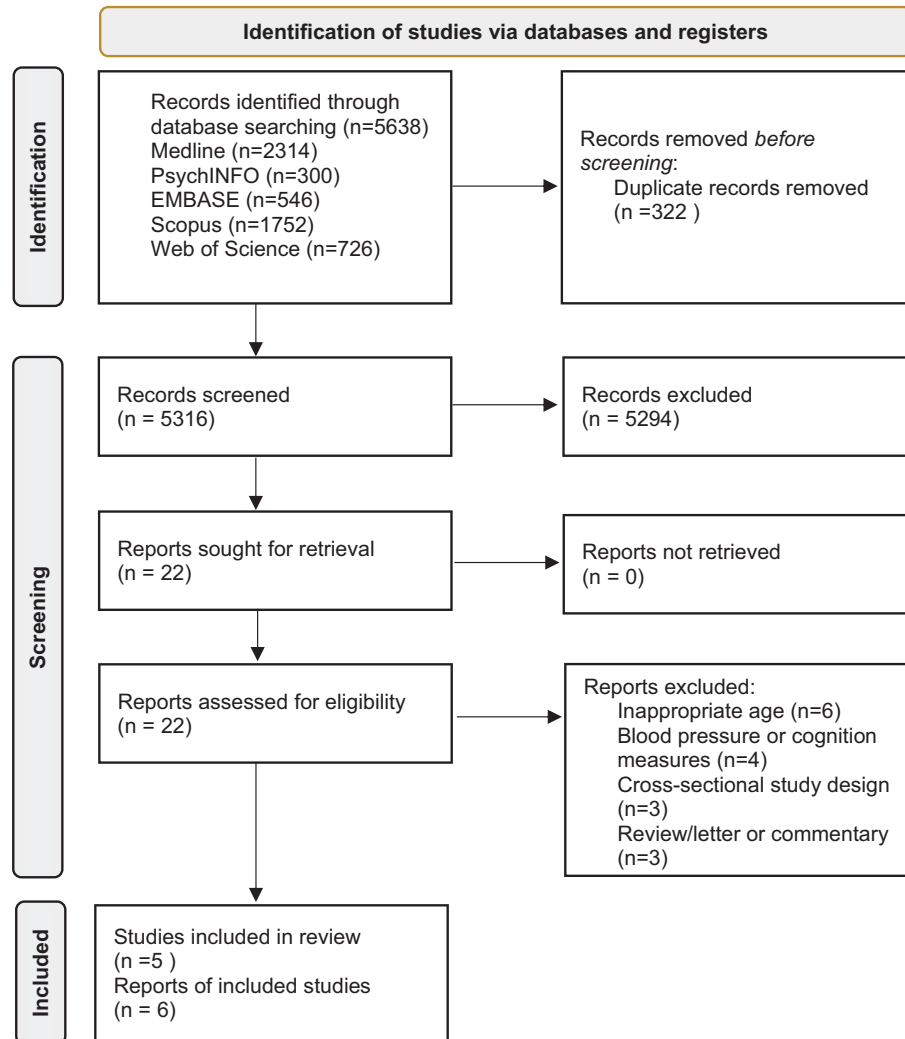 Identification of studies via databases and registers
Identification
Records identified through
database searching (n=5638)
Medline (n=2314)
PsychINFO (n=300)
EMBASE (n=546)
Scopus (n=1752)
Web of Science (n=726)
Records removed before
screening:
Duplicate records removed
(n =322 )
Screening
Records screened
(n = 5316)
Records excluded
(n = 5294)
Reports sought for retrieval
(n = 22)
Reports not retrieved
(n = 0)
Reports assessed for eligibility
(n = 22)
Reports excluded:
Inappropriate age (n=6)
Blood pressure or cognition
measures (n=4)
Cross-sectional study design
(n=3)
Review/letter or commentary
(n=3)
Included
Studies included in review
(n =5 )
Reports of included studies
(n = 6)